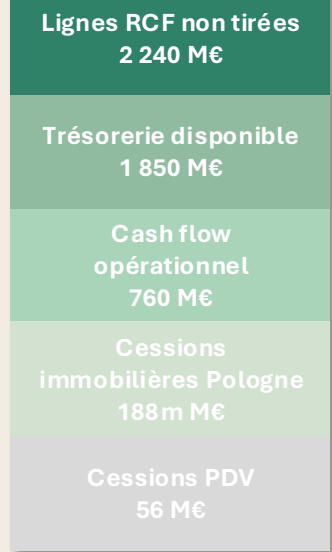 Lignes RCF non tirées
2 240 M€
Trésorerie disponible
1 850 M€
Cash flow
opérationnel
760 M€
Cessions
immobilières Pologne
188m M€
Cessions PDV
56 M€